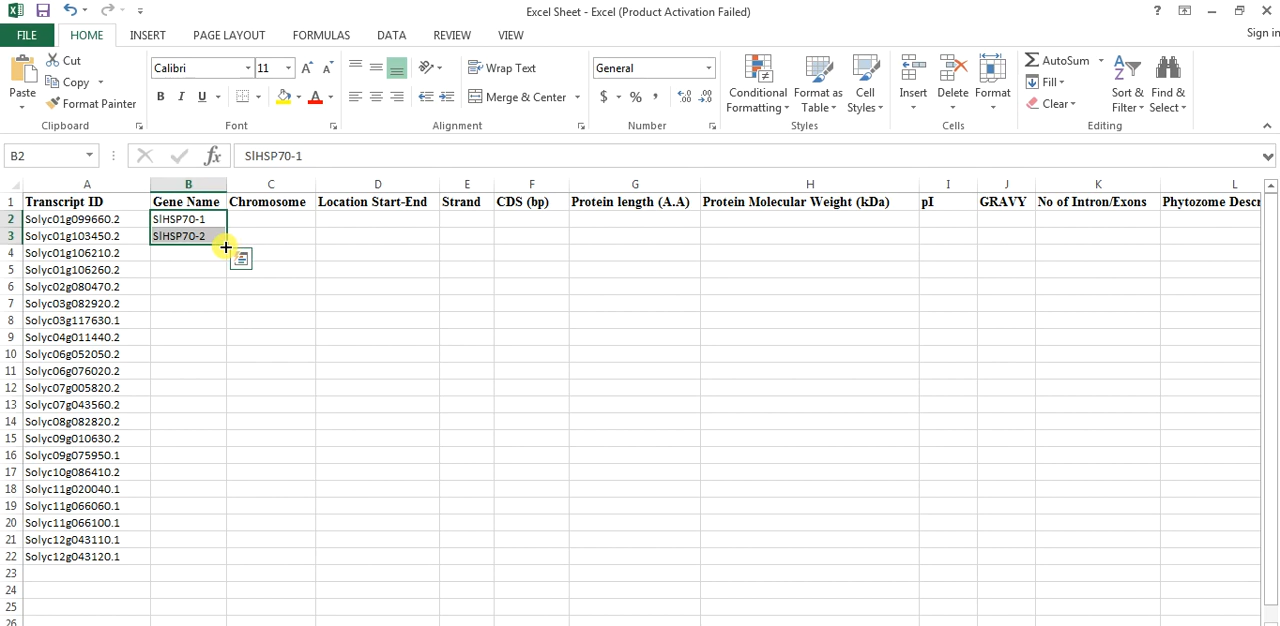 Excel Sheet - Excel (Product Activation Failed)
?
FILE HOME INSERT PAGE LAYOUT FORMULAS DATA REVIEW VIEW Sign in
Paste
Cut
Copy
Format Painter
Clipboard
Calibri 11
B I U A
Font
Wrap Text
Merge & Center
Alignment
General
$ % ,
Number
Conditional Formatting
Format as Table
Cell Styles
Styles
Insert
Delete
Format
Cells
AutoSum
Fill
Clear
Sort & Filter
Find & Select
Editing
B2 fx SlHSP70-1
A B C D E F G H I J K L
1 Transcript ID Gene Name Chromosome Location Start-End Strand CDS (bp) Protein length (A.A) Protein Molecular Weight (kDa) pI GRAVY No of Intron/Exons Phytozome Descr
2 Solyc01g099660.2 SlHSP70-1
3 Solyc01g103450.2 SlHSP70-2
4 Solyc01g106210.2
5 Solyc01g106260.2
6 Solyc02g080470.2
7 Solyc03g082920.2
8 Solyc03g117630.1
9 Solyc04g011440.2
10 Solyc06g052050.2
11 Solyc06g076020.2
12 Solyc07g005820.2
13 Solyc07g043560.2
14 Solyc08g082820.2
15 Solyc09g010630.2
16 Solyc09g075950.1
17 Solyc10g086410.2
18 Solyc11g020040.1
19 Solyc11g066060.1
20 Solyc11g066100.1
21 Solyc12g043110.1
22 Solyc12g043120.1
23
24
25
26